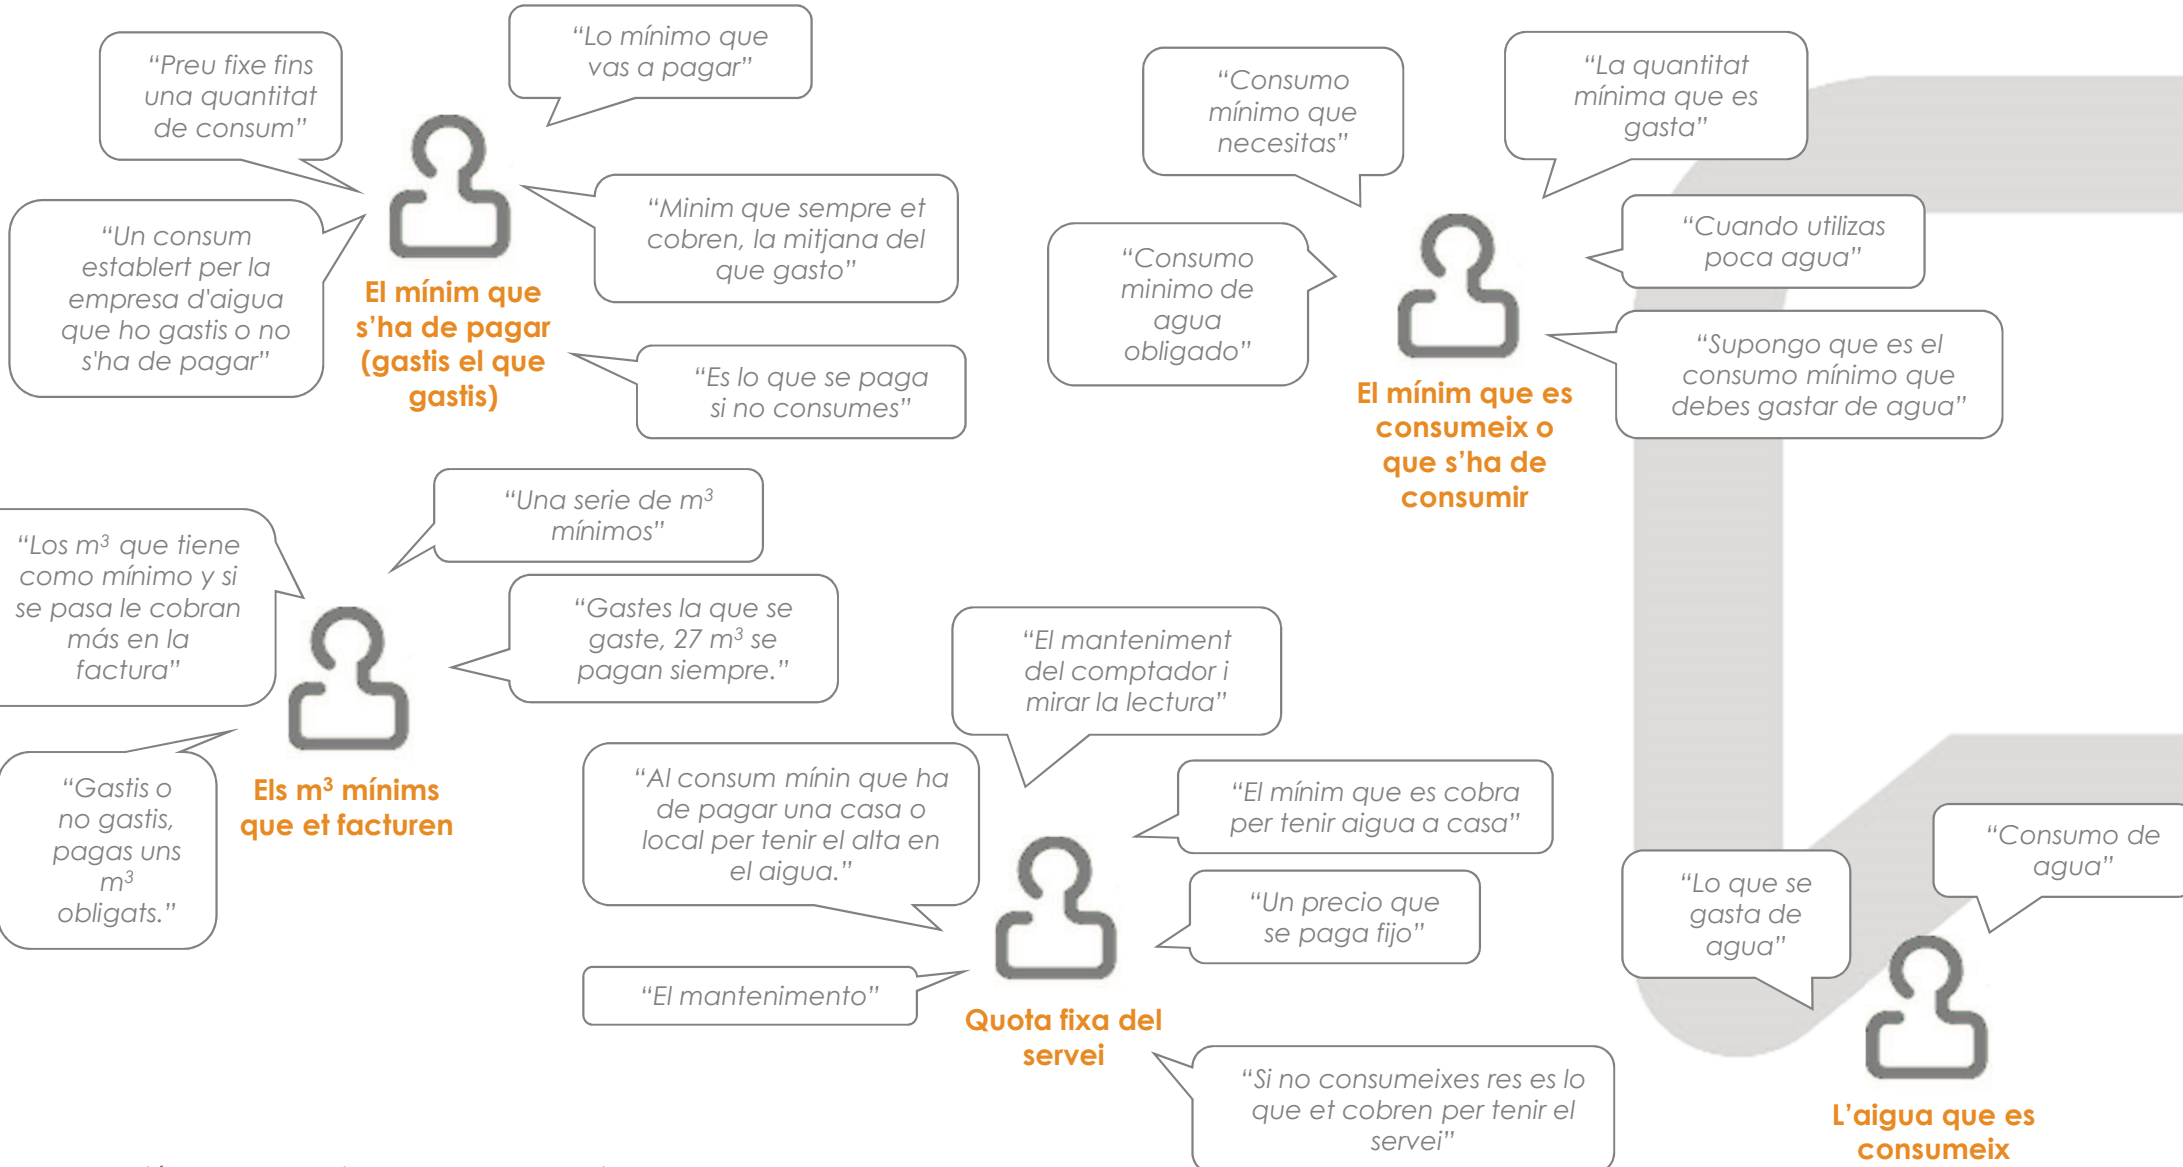 “Preu fixe fins
una quantitat
de consum”
“Lo mínimo que
vas a pagar”
“Un consum
establert per la
empresa d'aigua
que ho gastis o no
s'ha de pagar”
“Minim que sempre et
cobren, la mitjana del
que gasto”
“Es lo que se paga
si no consumes”
El mínim que
s’ha de pagar
(gastis el que
gastis)
“Consumo
mínimo que
necesitas”
“La quantitat
mínima que es
gasta”
“Consumo
minimo de
agua
obligado”
“Cuando utilizas
poca agua”
“Supongo que es el
consumo mínimo que
debes gastar de agua”
El mínim que es
consumeix o
que s’ha de
consumir
“Los m³ que tiene
como mínimo y si
se pasa le cobran
más en la
factura”
“Una serie de m³
mínimos”
“Gastes la que se
gaste, 27 m³ se
pagan siempre.”
“Gastis o
no gastis,
pagas uns
m³
obligats.”
Els m³ mínims
que et facturen
“El manteniment
del comptador i
mirar la lectura”
“Al consum mínin que ha
de pagar una casa o
local per tenir el alta en
el aigua.”
“El mínim que es cobra
per tenir aigua a casa”
“Un precio que
se paga fijo”
“El mantenimento”
Quota fixa del
servei
“Si no consumeixes res es lo
que et cobren per tenir el
servei”
“Lo que se
gasta de
agua”
“Consumo de
agua”
L’aigua que es
consumeix